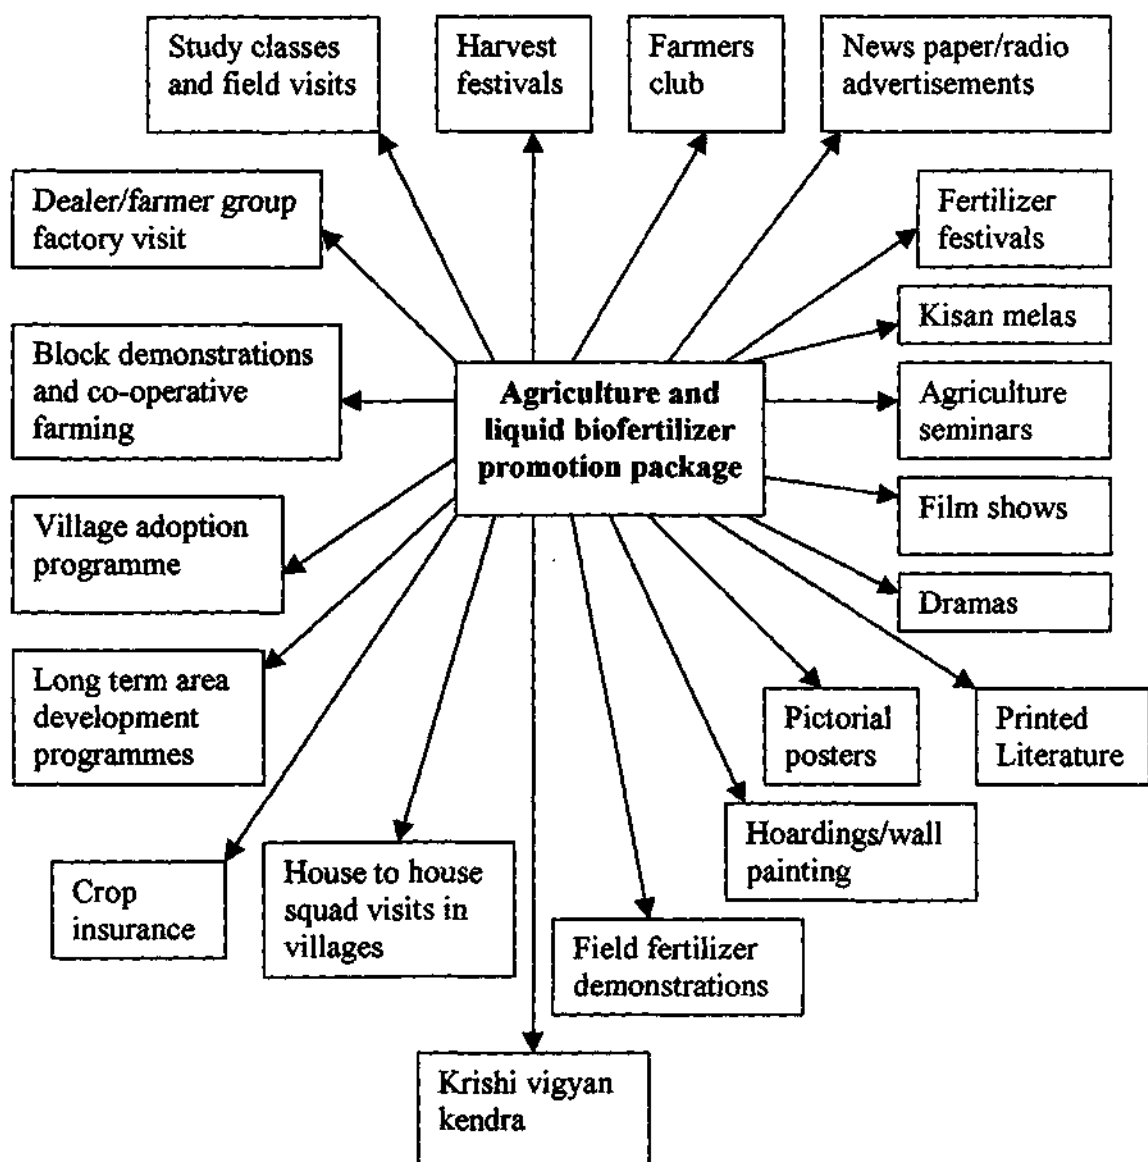 Study classes
and field visits
Harvest
festivals
Farmers
club
News paper/radio
advertisements
Dealer/farmer group
factory visit
Fertilizer
festivals
Kisan melas
Block demonstrations
and co-operative
farming
Agriculture and
liquid biofertilizer
promotion package
Agriculture
seminars
Film shows
Village adoption
programme
Dramas
Long term area
development
programmes
Pictorial
posters
Printed
Literature
Hoardings/wall
painting
Crop
insurance
House to house
squad visits in
villages
Field fertilizer
demonstrations
Krishi vigyan
kendra